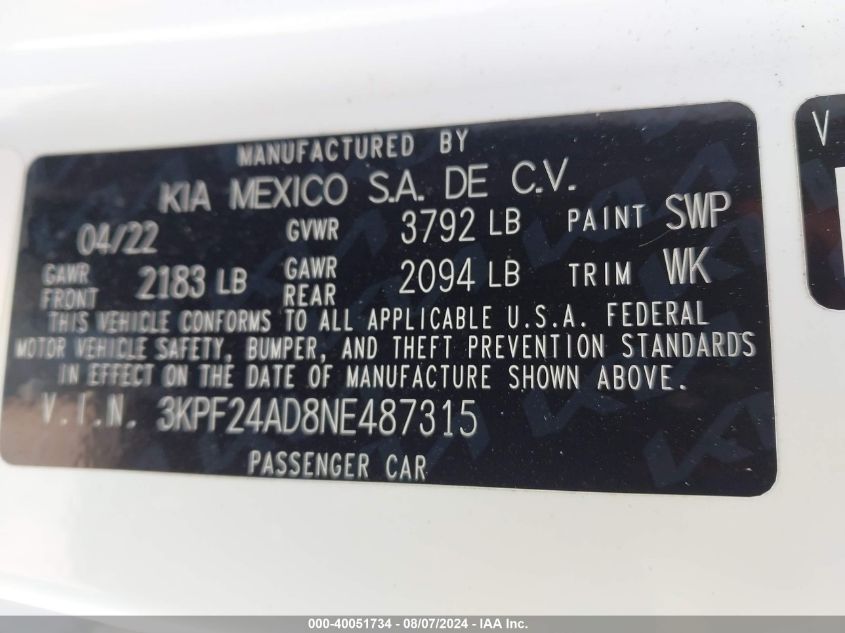 MANUFACTURED BY
KIA MEXICO S.A. DE C.V.
04/22 GVWR 3792 LB PAINT SWP
GAWR FRONT 2183 LB GAWR REAR 2094 LB TRIM WK
THIS VEHICLE CONFORMS TO ALL APPLICABLE U.S.A. FEDERAL
MOTOR VEHICLE SAFETY, BUMPER, AND THEFT PREVENTION STANDARDS
IN EFFECT ON THE DATE OF MANUFACTURE SHOWN ABOVE.
V.I.N. 3KPF24AD8NE487315
PASSENGER CAR
V
000-40051734 - 08/07/2024 - IAA Inc.